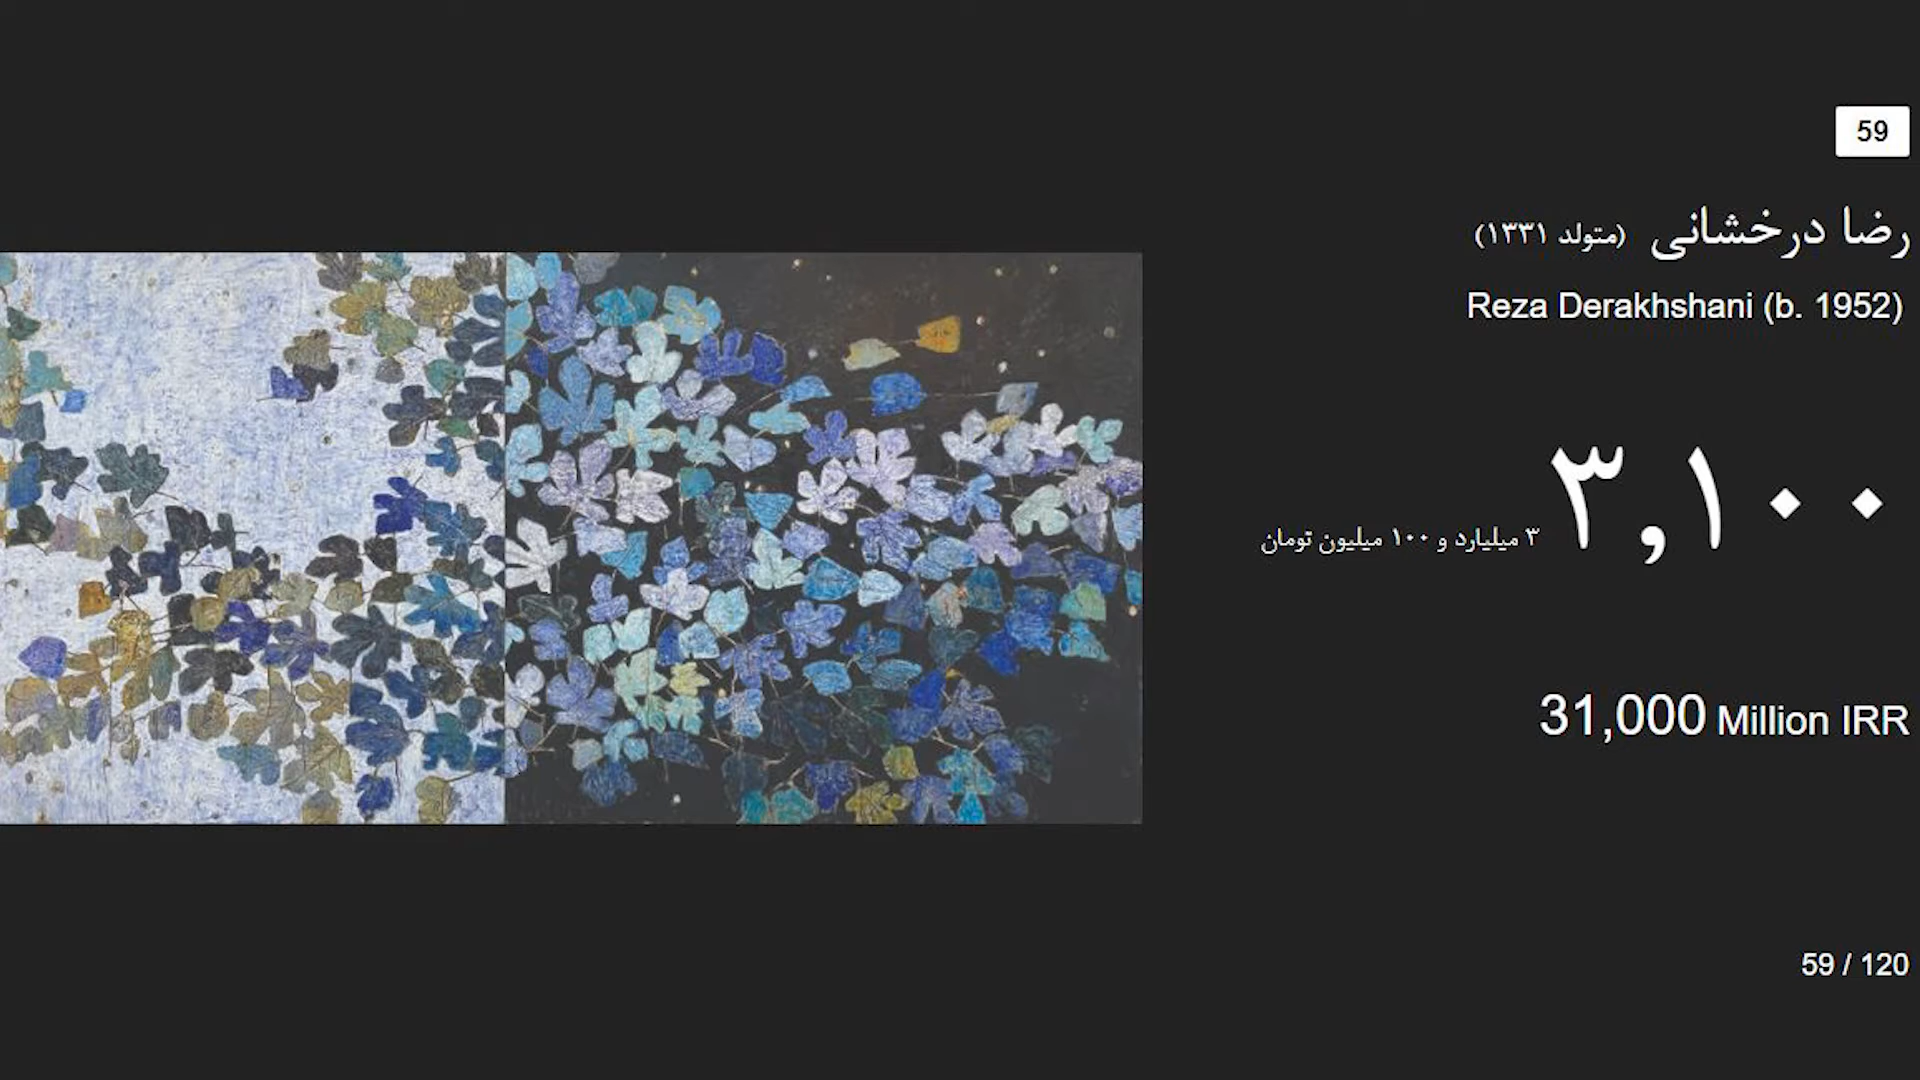 59
رضا درخشانی (متولد ۱۳۳۱)
Reza Derakhshani (b. 1952)
۳,۱۰۰
۳ میلیارد و ۱۰۰ میلیون تومان
31,000 Million IRR
59 / 120